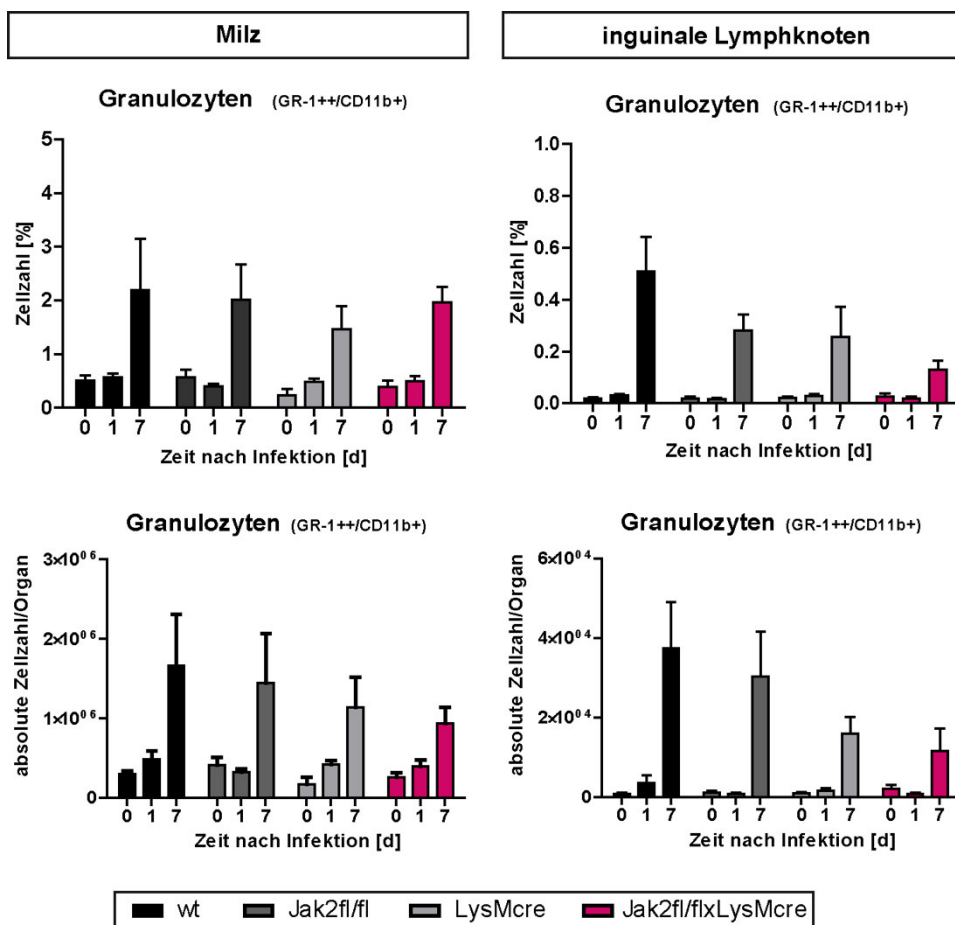 Milz
inguinale Lymphknoten
Granulozyten (GR-1++/CD11b+)
Zellzahl [%]
5
4
3
2
1
0
0 1 7 0 1 7 0 1 7 0 1 7
Zeit nach Infektion [d]
Granulozyten (GR-1++/CD11b+)
Zellzahl [%]
1.0
0.8
0.6
0.4
0.2
0.0
0 1 7 0 1 7 0 1 7 0 1 7
Zeit nach Infektion [d]
Granulozyten (GR-1++/CD11b+)
absolute Zellzahl/Organ
3×10⁰⁶
2×10⁰⁶
1×10⁰⁶
0
0 1 7 0 1 7 0 1 7 0 1 7
Zeit nach Infektion [d]
Granulozyten (GR-1++/CD11b+)
absolute Zellzahl/Organ
6×10⁰⁴
4×10⁰⁴
2×10⁰⁴
0
0 1 7 0 1 7 0 1 7 0 1 7
Zeit nach Infektion [d]
wt Jak2fl/fl LysMcre Jak2fl/flxLysMcre